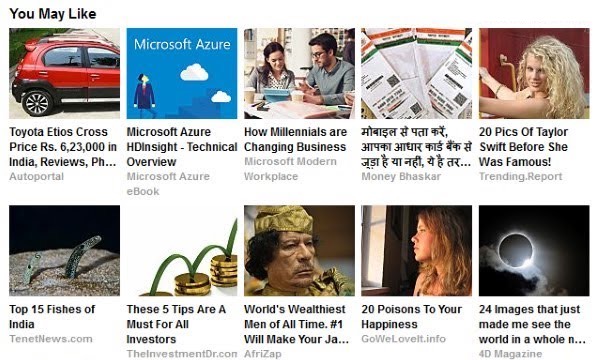 You May Like
Microsoft Azure
Toyota Etios Cross
Price Rs. 6,23,000 in
India, Reviews, Ph...
Autoportal
Microsoft Azure
HDInsight - Technical
Overview
Microsoft Azure
eBook
How Millennials are
Changing Business
Microsoft Modern
Workplace
मोबाइल से पता करें,
आपका आधार कार्ड बैंक से
जुड़ा है या नहीं, ये है तर...
Money Bhaskar
20 Pics Of Taylor
Swift Before She
Was Famous!
Trending.Report
Top 15 Fishes of
India
TenetNews.com
These 5 Tips Are A
Must For All
Investors
TheInvestmentDr.com
World's Wealthiest
Men of All Time. #1
Will Make Your Ja...
AfriZap
20 Poisons To Your
Happiness
GoWeLoveIt.info
24 Images that just
made me see the
world in a whole n...
4D Magazine